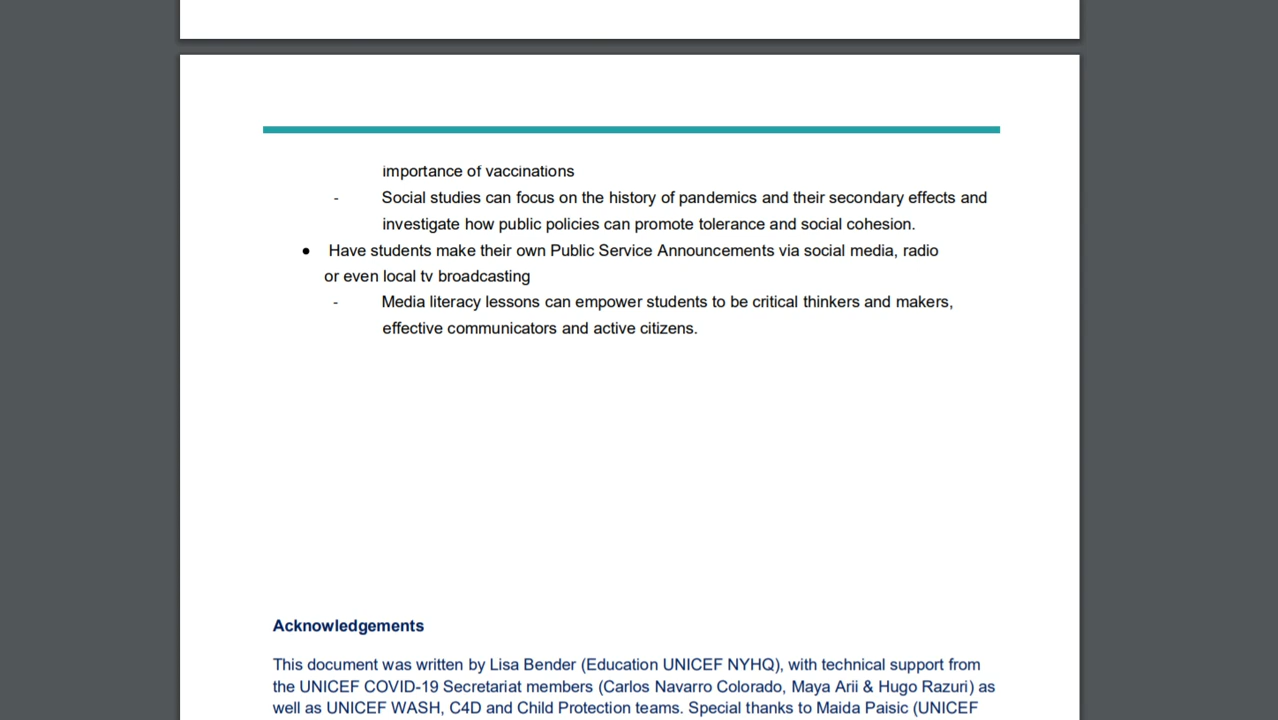 importance of vaccinations
- Social studies can focus on the history of pandemics and their secondary effects and
investigate how public policies can promote tolerance and social cohesion.
● Have students make their own Public Service Announcements via social media, radio
or even local tv broadcasting
- Media literacy lessons can empower students to be critical thinkers and makers,
effective communicators and active citizens.
Acknowledgements
This document was written by Lisa Bender (Education UNICEF NYHQ), with technical support from
the UNICEF COVID-19 Secretariat members (Carlos Navarro Colorado, Maya Arii & Hugo Razuri) as
well as UNICEF WASH, C4D and Child Protection teams. Special thanks to Maida Paisic (UNICEF